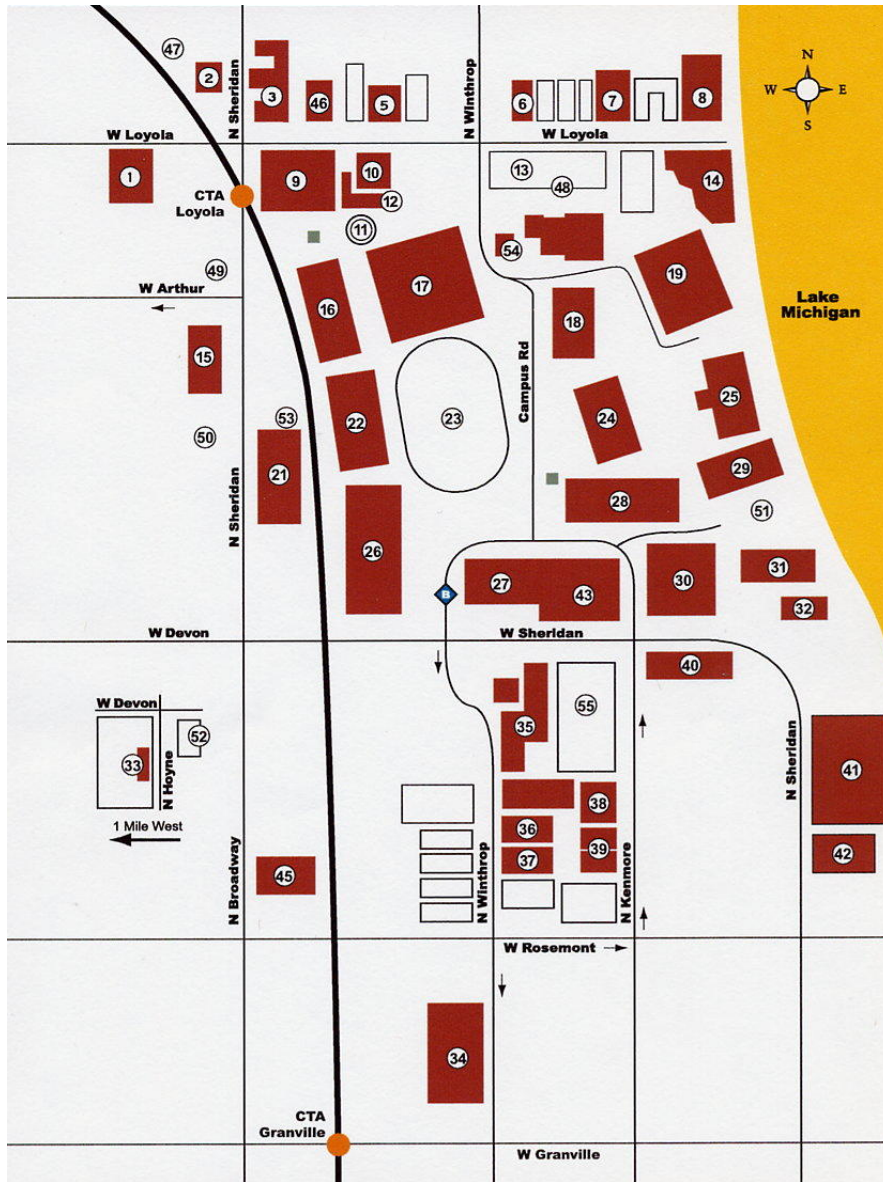 47
2
N Sheridan
3
46
5
N Winthrop
6
7
8
N
W
E
S
W Loyola
W Loyola
1
CTA
Loyola
9
10
12
11
13
48
14
54
49
W Arthur
16
17
18
19
Lake
Michigan
15
22
23
Campus Rd
24
25
53
50
21
N Sheridan
26
28
29
51
B
27
43
30
31
32
W Devon
W Sheridan
40
W Devon
33
N Hoyne
52
35
55
N Sheridan
41
1 Mile West
38
36
39
37
42
45
N Broadway
N Winthrop
N Kenmore
W Rosemont
34
CTA
Granville
W Granville